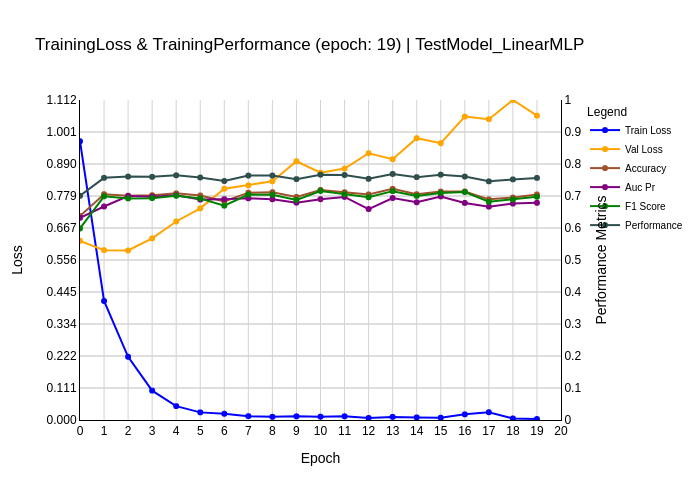 TrainingLoss & TrainingPerformance (epoch: 19) | TestModel_LinearMLP
1.112
1.001
0.890
0.779
0.667
0.556
0.445
0.334
0.222
0.111
0.000
Loss
0 1 2 3 4 5 6 7 8 9 10 11 12 13 14 15 16 17 18 19 20
Epoch
1
0.9
0.8
0.7
0.6
0.5
0.4
0.3
0.2
0.1
0
Performance Metrics
Legend
Train Loss
Val Loss
Accuracy
Auc Pr
F1 Score
Performance